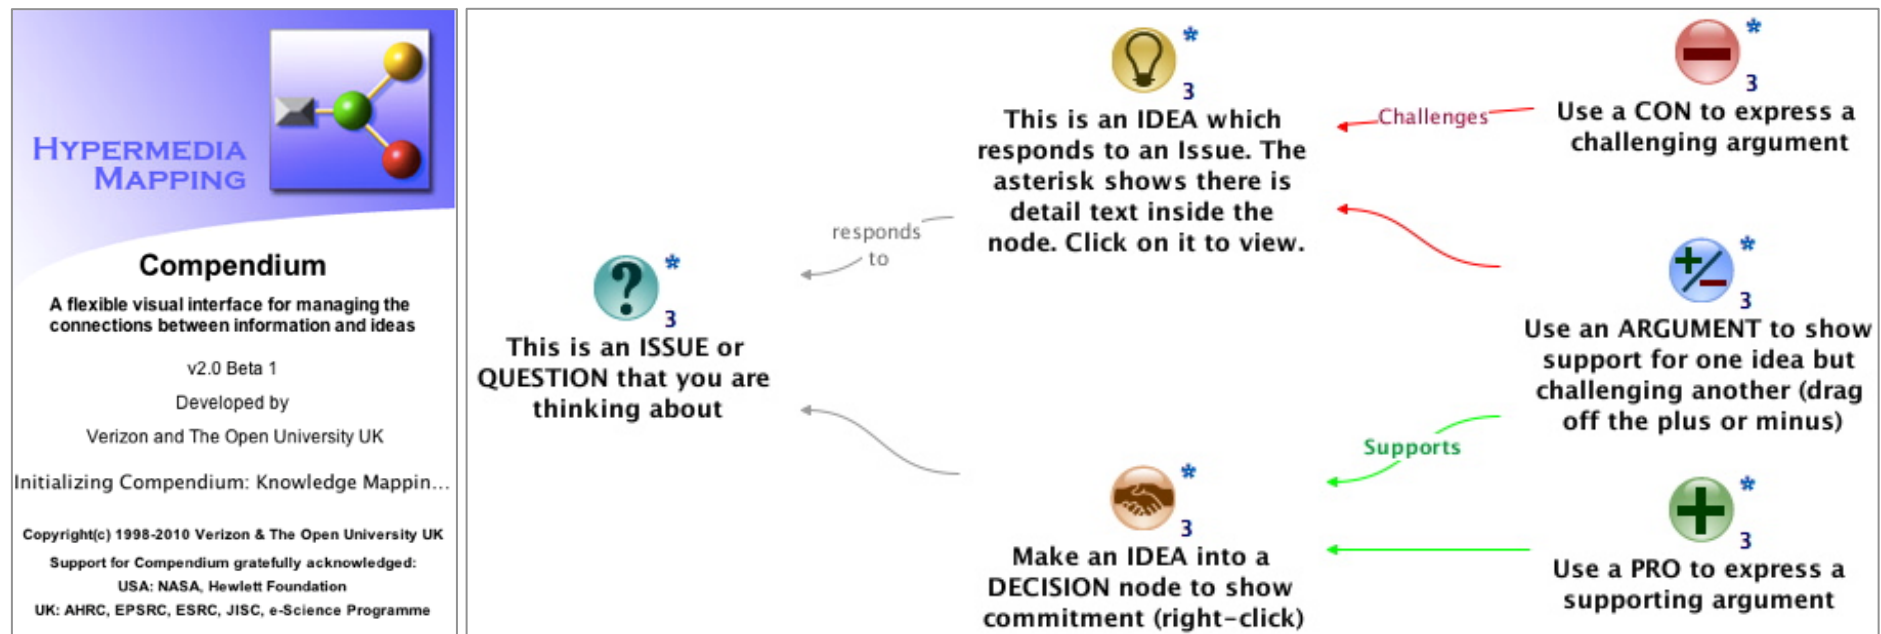 HYPERMEDIA
MAPPING
Compendium
A flexible visual interface for managing the
connections between information and ideas
v2.0 Beta 1
Developed by
Verizon and The Open University UK
Initializing Compendium: Knowledge Mappin...
Copyright(c) 1998-2010 Verizon & The Open University UK
Support for Compendium gratefully acknowledged:
USA: NASA, Hewlett Foundation
UK: AHRC, EPSRC, ESRC, JISC, e-Science Programme
?
*
3
This is an ISSUE or
QUESTION that you are
thinking about
responds
to
*
3
This is an IDEA which
responds to an Issue. The
asterisk shows there is
detail text inside the
node. Click on it to view.
*
3
Make an IDEA into a
DECISION node to show
commitment (right-click)
Challenges
Supports
*
3
Use a CON to express a
challenging argument
+/-
*
3
Use an ARGUMENT to show
support for one idea but
challenging another (drag
off the plus or minus)
+
*
3
Use a PRO to express a
supporting argument